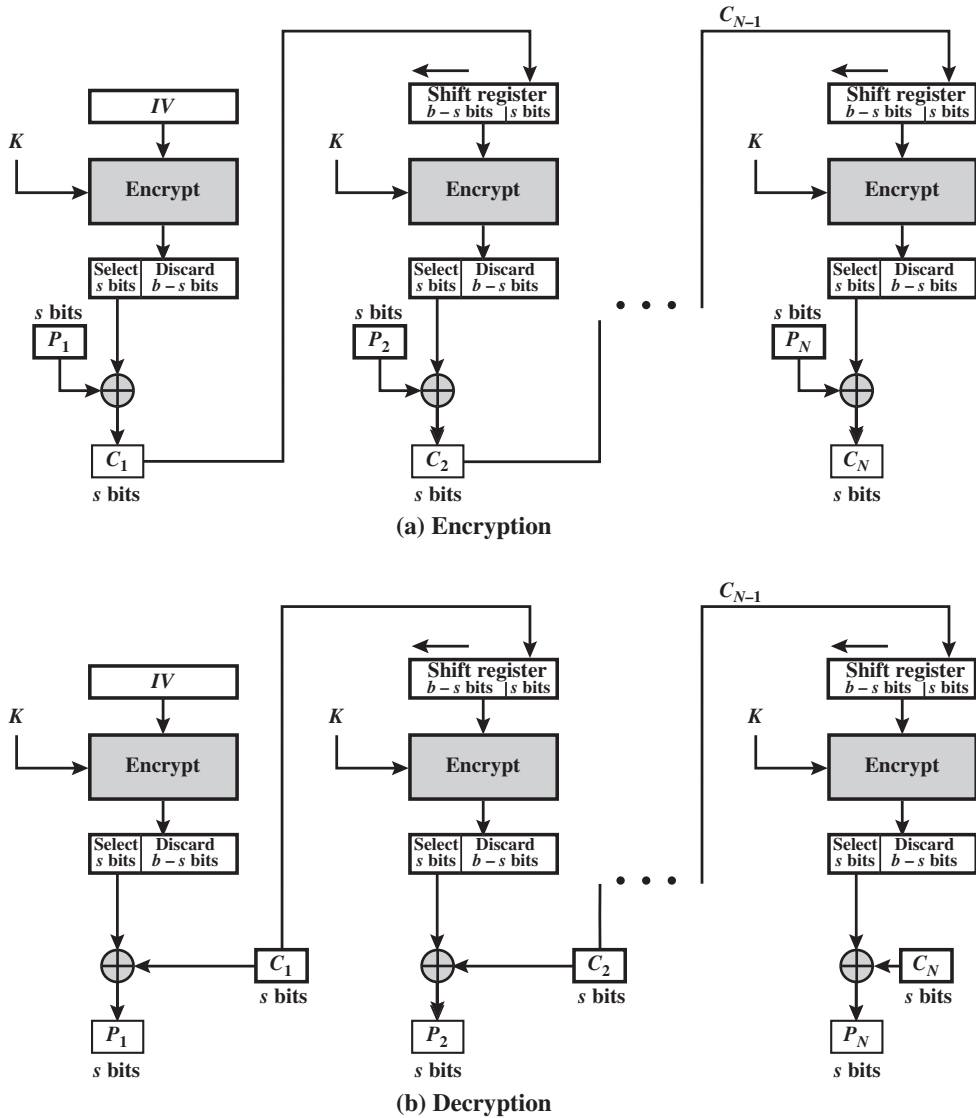 C_{N–1}
IV
Shift register
b – s bits | s bits
Shift register
b – s bits | s bits
K
Encrypt
K
Encrypt
K
Encrypt
Select Discard
s bits b – s bits
Select Discard
s bits b – s bits
Select Discard
s bits b – s bits
s bits
P_1
s bits
P_2
s bits
P_N
C_1
s bits
C_2
s bits
C_N
s bits
(a) Encryption
C_{N–1}
IV
Shift register
b – s bits | s bits
Shift register
b – s bits | s bits
K
Encrypt
K
Encrypt
K
Encrypt
Select Discard
s bits b – s bits
Select Discard
s bits b – s bits
Select Discard
s bits b – s bits
C_1
s bits
C_2
s bits
C_N
s bits
P_1
s bits
P_2
s bits
P_N
s bits
(b) Decryption